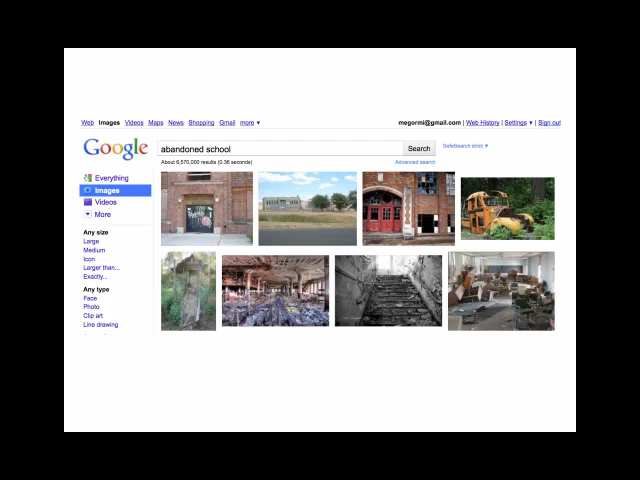 Web Images Videos Maps News Shopping Gmail more ▼
megormi@gmail.com | Web History | Settings ▼ | Sign out
Google
abandoned school
Search
SafeSearch strict ▼
About 6,570,000 results (0.36 seconds)
Advanced search
Everything
Images
Videos
More
Any size
Large
Medium
Icon
Larger than...
Exactly...
Any type
Face
Photo
Clip art
Line drawing